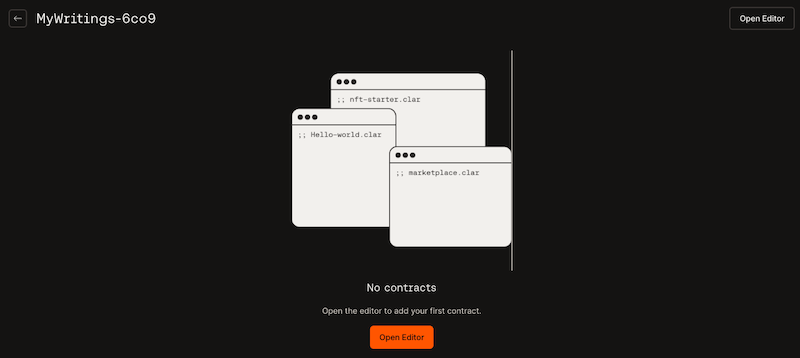 MyWritings-6co9
Open Editor
;; nft-starter.clar
;; Hello-world.clar
;; marketplace.clar
No contracts
Open the editor to add your first contract.
Open Editor